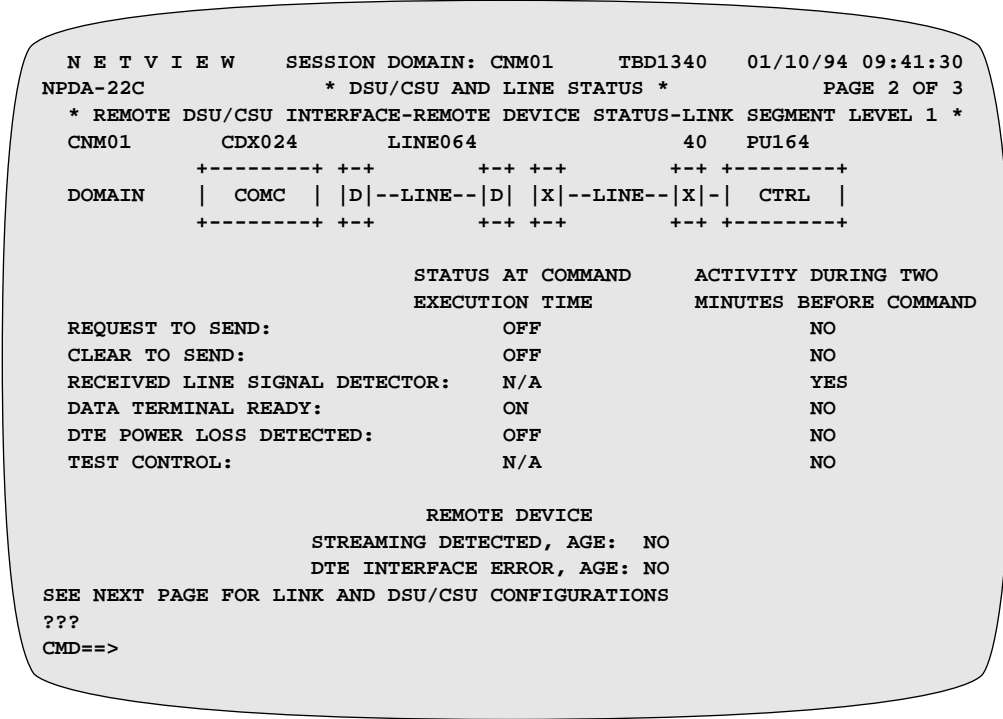 N E T V I E W    SESSION DOMAIN: CNM01    TBD1340    01/10/94 09:41:30
NPDA-22C                     * DSU/CSU AND LINE STATUS *                PAGE 2 OF 3
* REMOTE DSU/CSU INTERFACE-REMOTE DEVICE STATUS-LINK SEGMENT LEVEL 1 *
CNM01       CDX024        LINE064                    40   PU164
+--------+ +-+         +-+ +-+         +-+ +--------+
DOMAIN     |  COMC  | |D|--LINE--|D| |X|--LINE--|X|-|  CTRL  |
+--------+ +-+         +-+ +-+         +-+ +--------+
STATUS AT COMMAND      ACTIVITY DURING TWO
EXECUTION TIME         MINUTES BEFORE COMMAND
REQUEST TO SEND:                OFF                  NO
CLEAR TO SEND:                  OFF                  NO
RECEIVED LINE SIGNAL DETECTOR:  N/A                  YES
DATA TERMINAL READY:            ON                   NO
DTE POWER LOSS DETECTED:        OFF                  NO
TEST CONTROL:                   N/A                  NO
REMOTE DEVICE
STREAMING DETECTED, AGE:  NO
DTE INTERFACE ERROR, AGE: NO
SEE NEXT PAGE FOR LINK AND DSU/CSU CONFIGURATIONS
???
CMD==>